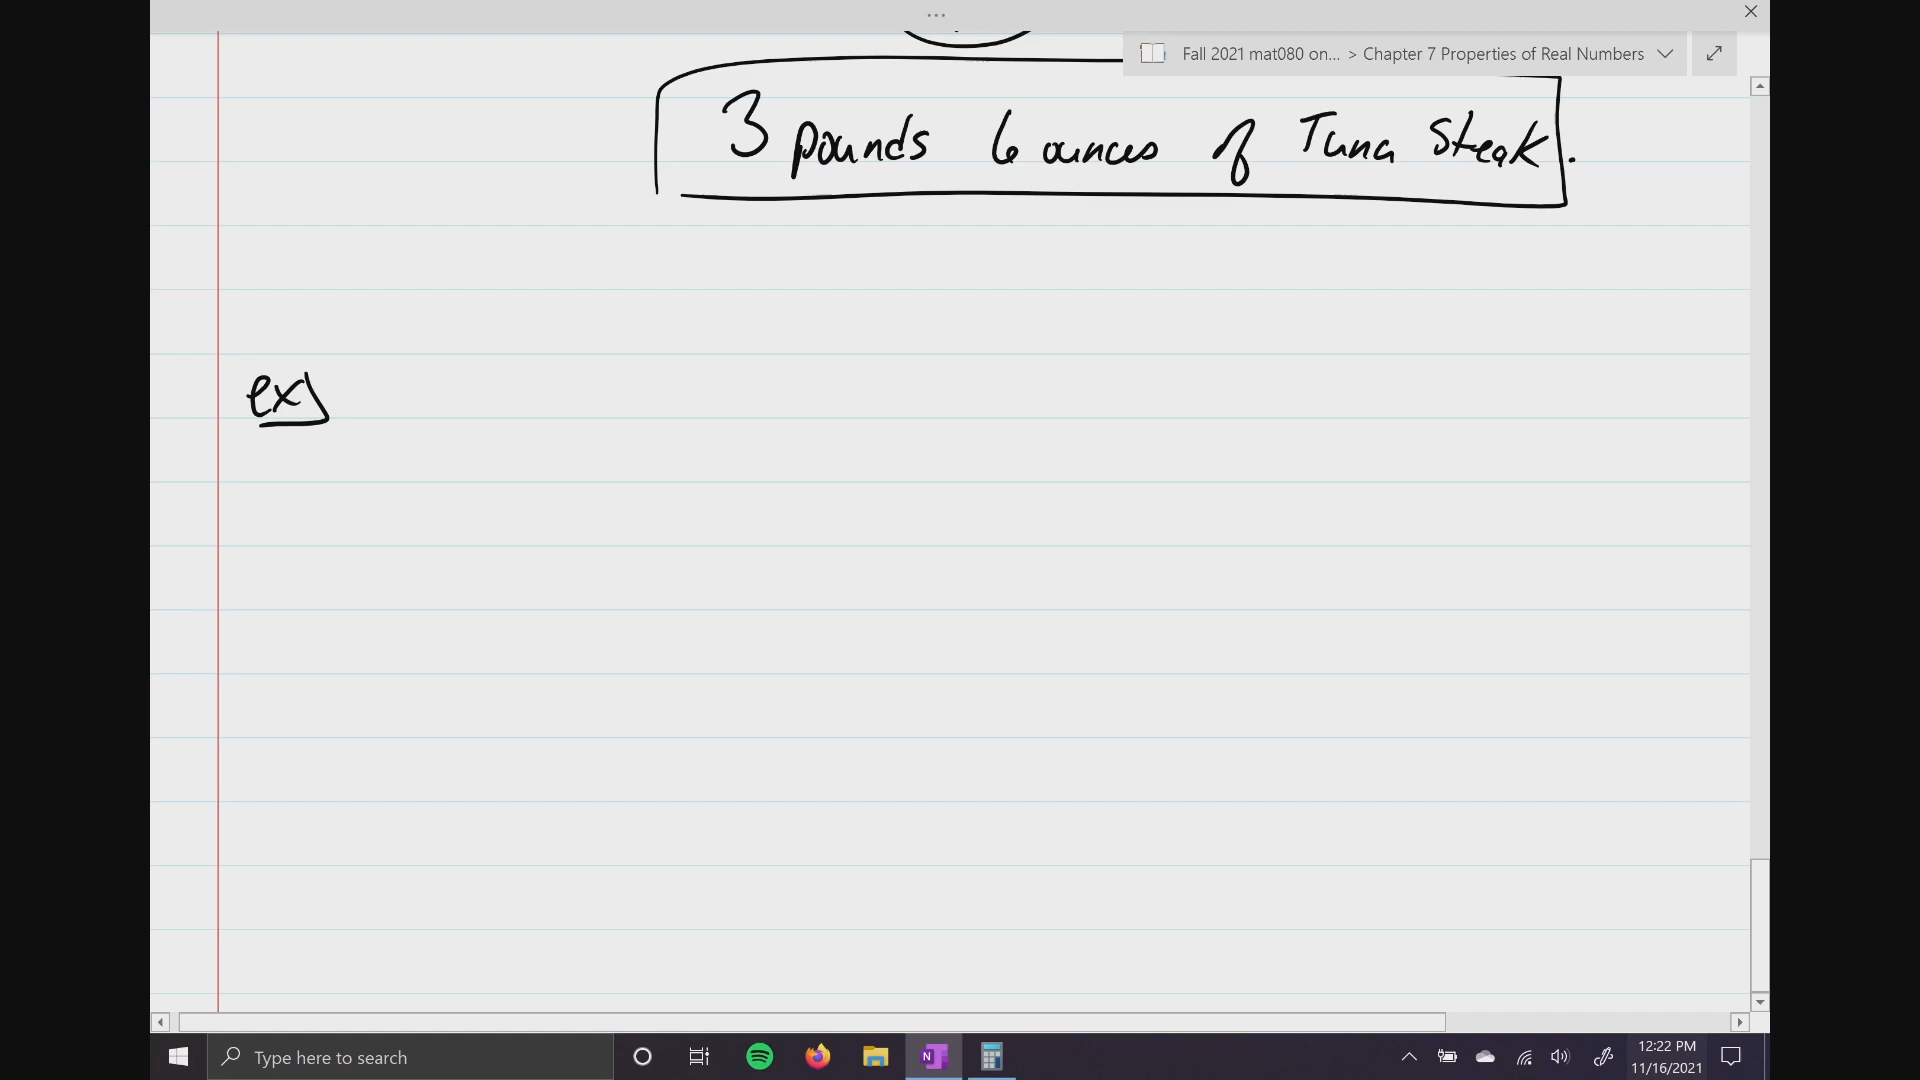 Fall 2021 mat080 on... > Chapter 7 Properties of Real Numbers
3 pounds 6 ounces of Tuna Steak.
ex)
Type here to search
12:22 PM
11/16/2021